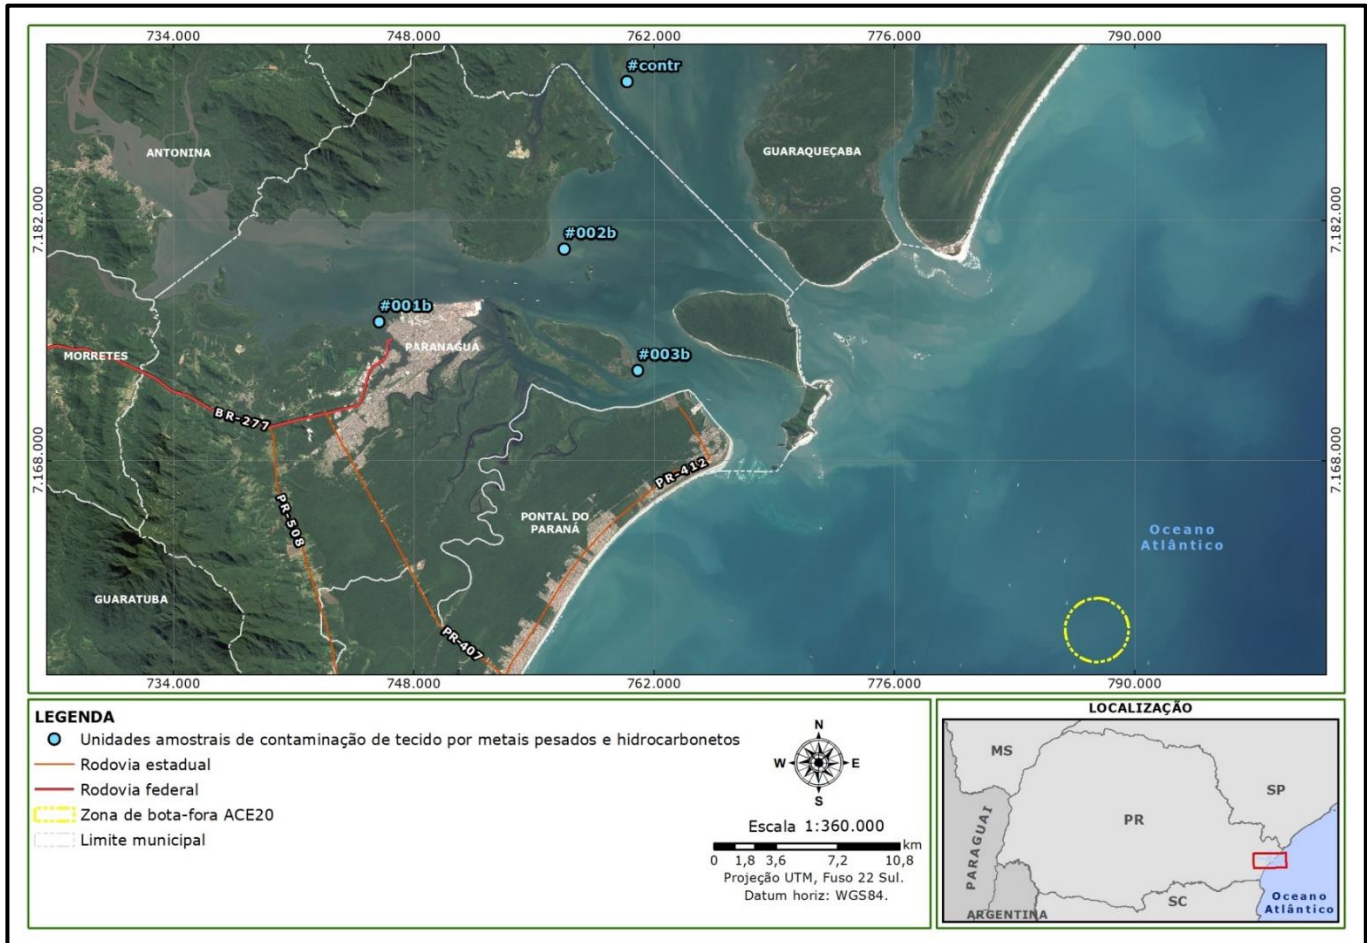 734.000
748.000
762.000
776.000
790.000
#contr
ANTONINA
GUARAQUEÇABA
7.182.000
7.182.000
#002b
#001b
PARANAGUÁ
MORRETES
#003b
BR-277
7.168.000
7.168.000
PR-412
PR-508
PONTAL DO
PARANÁ
Oceano
Atlântico
GUARATUBA
PR-407
734.000
748.000
762.000
776.000
790.000
LEGENDA
Unidades amostrais de contaminação de tecido por metais pesados e hidrocarbonetos
Rodovia estadual
Rodovia federal
Zona de bota-fora ACE20
Limite municipal
N
W
E
S
Escala 1:360.000
km
0 1,8 3,6 7,2 10,8
Projeção UTM, Fuso 22 Sul.
Datum horiz: WGS84.
LOCALIZAÇÃO
MS
SP
PARAGUAI
PR
SC
ARGENTINA
Oceano
Atlântico